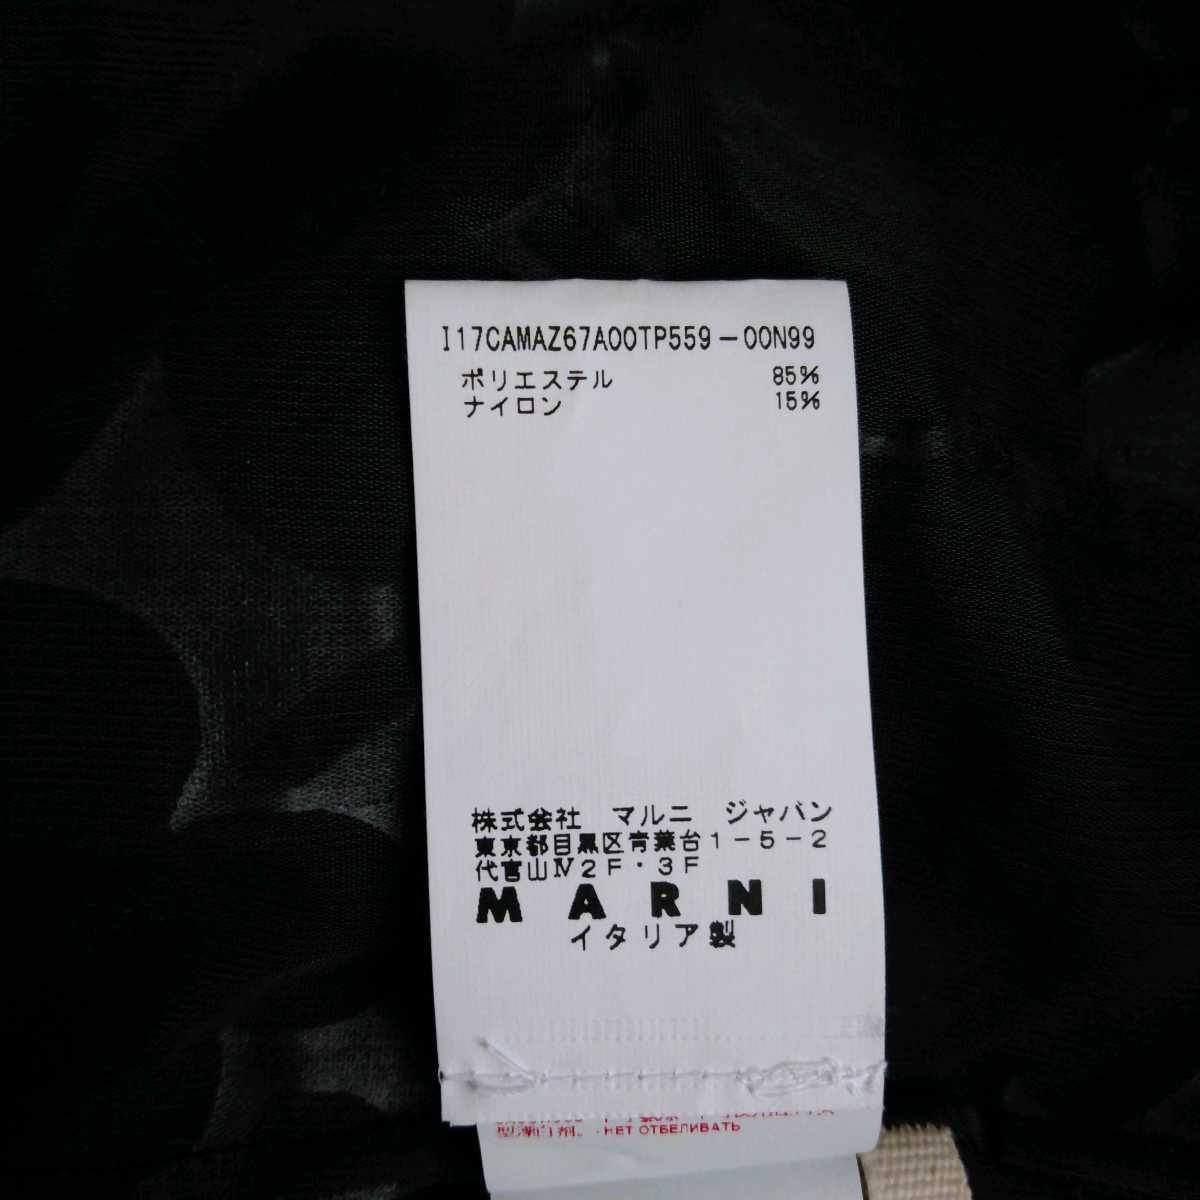 I17CAMAZ67A00TP559-00N99
ポリエステル 85%
ナイロン 15%
株式会社 マルニ ジャパン
東京都目黒区青葉台1-5-2
代官山Ⅳ2F・3F
MARNI
イタリア製
· НЕ ОТБЕЛИВАТЬ